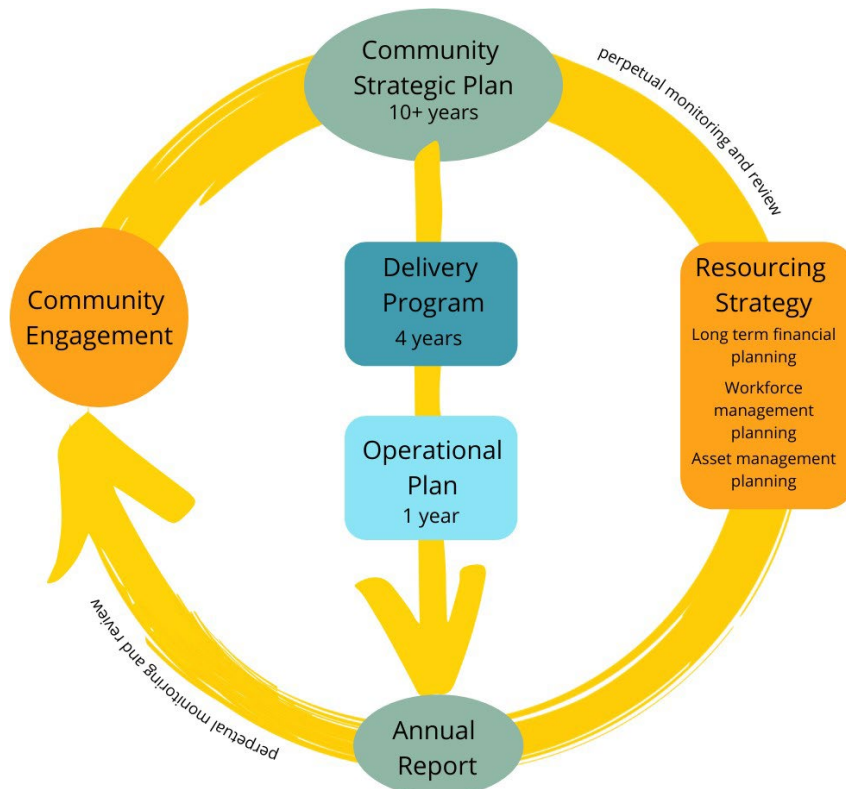 Community
Strategic Plan
10+ years
perpetual monitoring and review
Delivery
Program
4 years
Resourcing
Strategy
Long term financial
planning
Workforce
management
planning
Asset management
planning
Community
Engagement
Operational
Plan
1 year
perpetual monitoring and review
Annual
Report